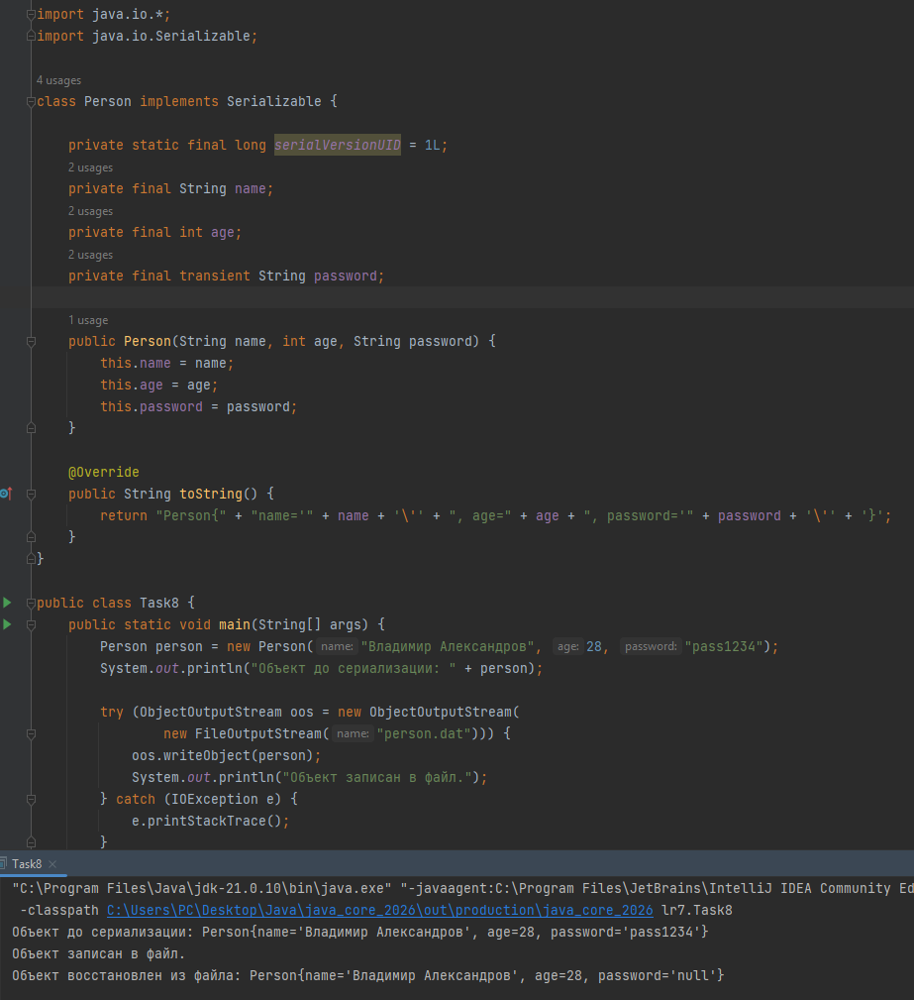 import java.io.*;
import java.io.Serializable;
4 usages
class Person implements Serializable {
private static final long serialVersionUID = 1L;
2 usages
private final String name;
2 usages
private final int age;
2 usages
private final transient String password;
1 usage
public Person(String name, int age, String password) {
this.name = name;
this.age = age;
this.password = password;
}
@Override
public String toString() {
return "Person{" + "name='" + name + '\'' + ", age=" + age + ", password='" + password + '\'' + '}';
}
}
public class Task8 {
public static void main(String[] args) {
Person person = new Person( name: "Владимир Александров", age: 28, password: "pass1234");
System.out.println("Объект до сериализации: " + person);
try (ObjectOutputStream oos = new ObjectOutputStream(
new FileOutputStream( name: "person.dat"))) {
oos.writeObject(person);
System.out.println("Объект записан в файл.");
} catch (IOException e) {
e.printStackTrace();
}
Task8
"C:\Program Files\Java\jdk-21.0.10\bin\java.exe" "-javaagent:C:\Program Files\JetBrains\IntelliJ IDEA Community Ed
-classpath C:\Users\PC\Desktop\Java\java_core_2026\out\production\java_core_2026 lr7.Task8
Объект до сериализации: Person{name='Владимир Александров', age=28, password='pass1234'}
Объект записан в файл.
Объект восстановлен из файла: Person{name='Владимир Александров', age=28, password='null'}